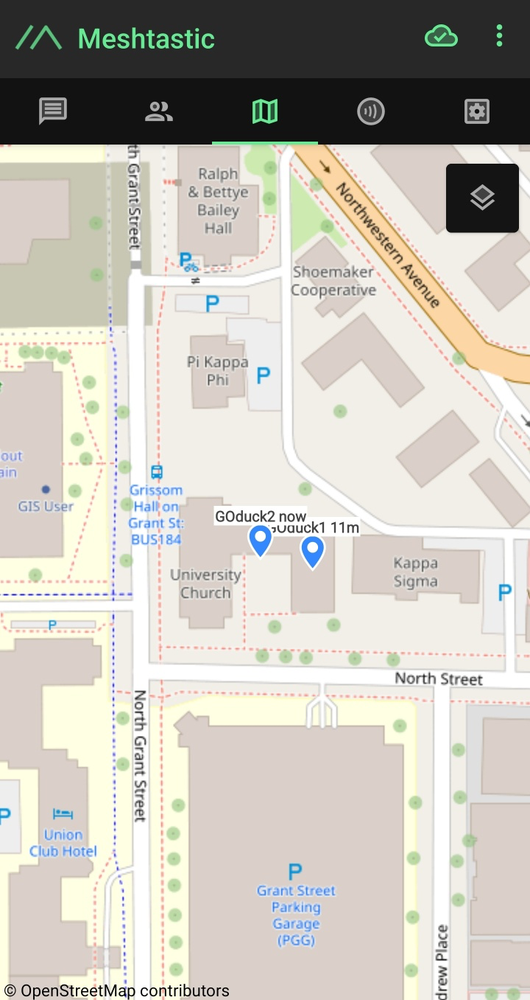 Meshtastic
th Grant Street
Ralph
& Bettye
Bailey
Hall
Northwestern Avenue
P
Shoemaker
Cooperative
P
Pi Kappa
Phi
P
out
ain
GIS User
Grissom
Hall on
Grant St:
BUS184
GOduck2 now
GOduck1 11m
University
Church
Kappa
Sigma
P
P
North Street
North Grant Street
P
Union
Club Hotel
P
Grant Street
Parking
Garage
(PGG)
drew Place
© OpenStreetMap contributors